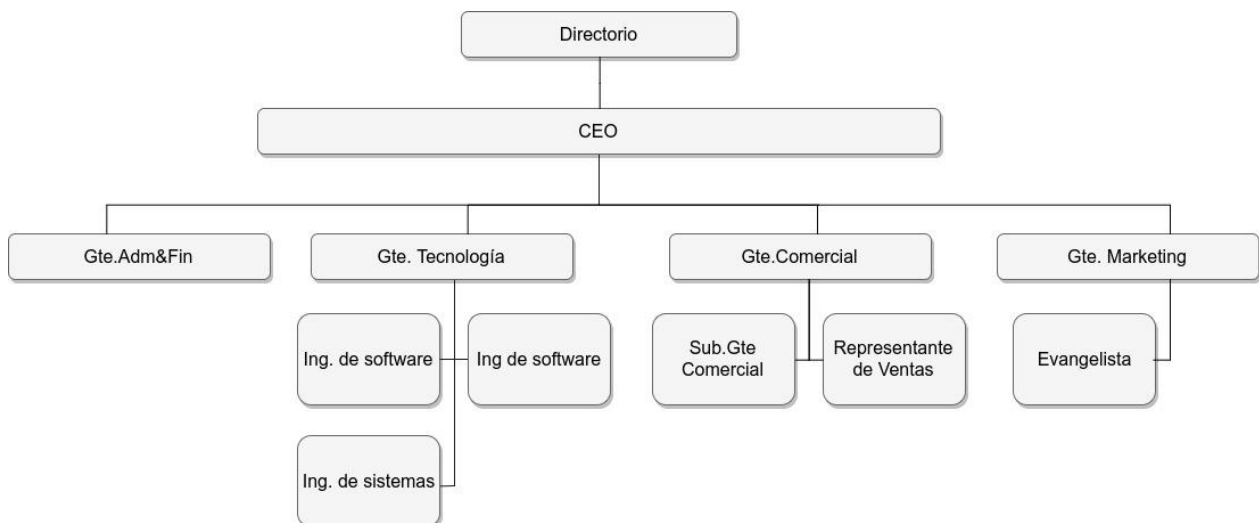 Directorio
CEO
Gte.Adm&Fin
Gte. Tecnología
Gte.Comercial
Gte. Marketing
Ing. de software
Ing de software
Sub.Gte
Comercial
Representante
de Ventas
Evangelista
Ing. de sistemas